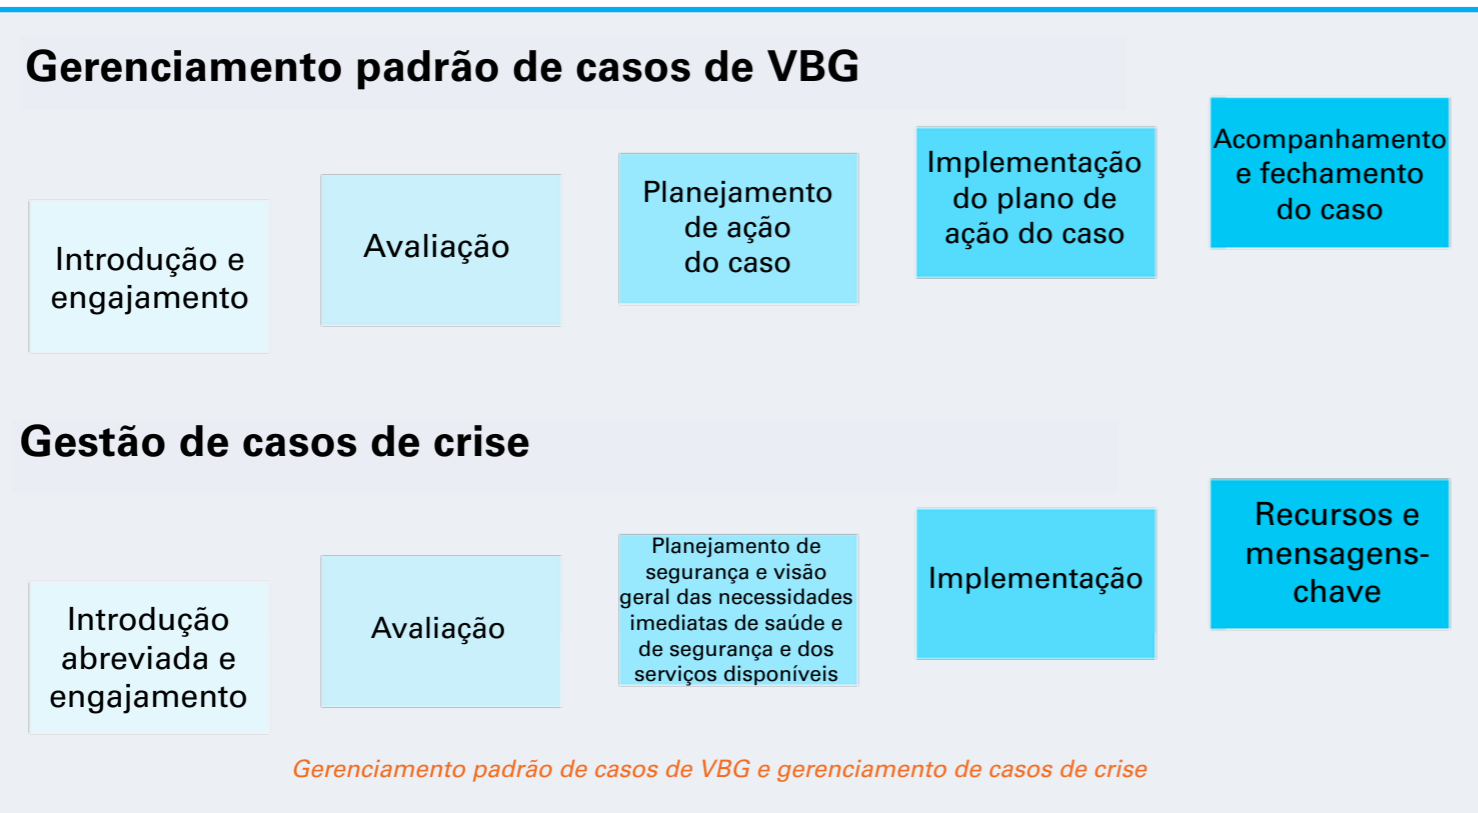 Gerenciamento padrão de casos de VBG
Introdução e
engajamento
Avaliação
Planejamento
de ação
do caso
Implementação
do plano de
ação do caso
Acompanhamento
e fechamento
do caso
Gestão de casos de crise
Introdução
abreviada e
engajamento
Avaliação
Planejamento de
segurança e visão
geral das necessidades
imediatas de saúde e
de segurança e dos
serviços disponíveis
Implementação
Recursos e
mensagens-
chave
Gerenciamento padrão de casos de VBG e gerenciamento de casos de crise